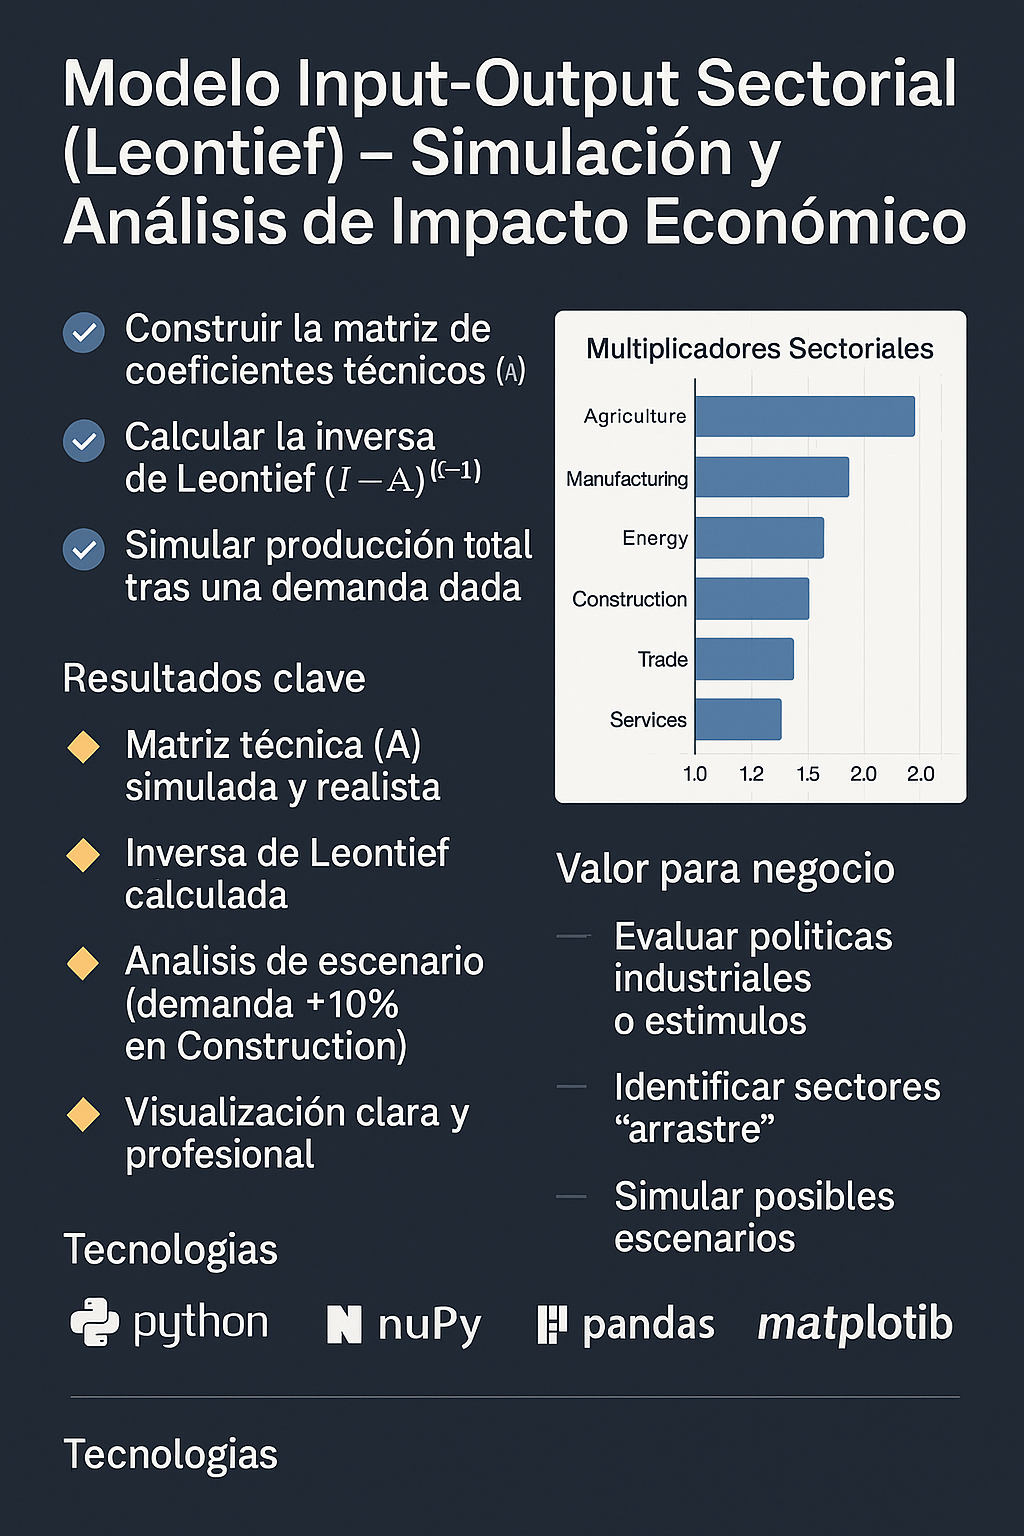 Modelo Input-Output Sectorial
(Leontief) – Simulación y
Análisis de Impacto Económico
Construir la matriz de
coeficientes técnicos (A)
Calcular la inversa
de Leontief (I – A)^((–1)
Simular producción total
tras una demanda dada
Multiplicadores Sectoriales
Agriculture
Manufacturing
Energy
Construction
Trade
Services
1.0 1.2 1.5 2.0 2.0
Resultados clave
Matriz técnica (A)
simulada y realista
Inversa de Leontief
calculada
Analisis de escenario
(demanda +10%
en Construction)
Visualización clara y
profesional
Valor para negocio
— Evaluar politicas
industriales
o estimulos
— Identificar sectores
“arrastre”
— Simular posibles
escenarios
Tecnologias
python N nuPy pandas matplotib
Tecnologias